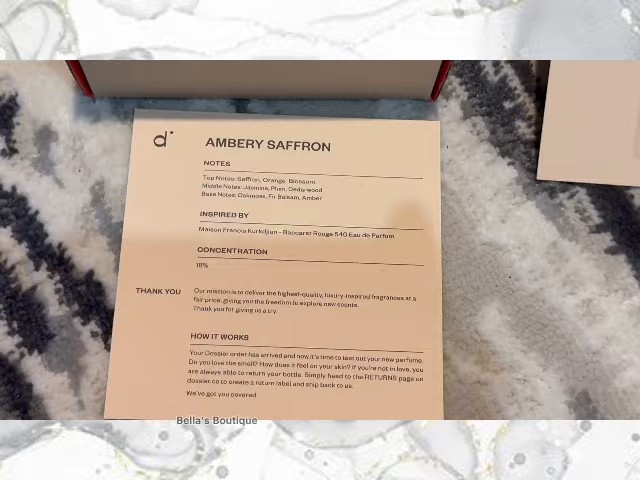 d
AMBERY SAFFRON
NOTES
Top Notes: Saffron, Orange Blossom
Middle Notes: Jasmine, Plum, Cedarwood
Base Notes: Oakmoss, Fir Balsam, Amber
INSPIRED BY
Maison Francis Kurkdjian - Baccarat Rouge 540 Eau de Parfum
CONCENTRATION
18%
THANK YOU
Our mission is to deliver the highest-quality, luxury-inspired fragrances at a
fair price, giving you the freedom to explore new scents.
Thank you for giving us a try.
HOW IT WORKS
Your Dossier order has arrived and now it's time to test out your new perfume.
Do you love the smell? How does it feel on your skin? If you're not in love, you
are always able to return your bottle. Simply head to the RETURNS page on
dossier.co to create a return label and ship back to us.
We've got you covered
Bella's Boutique